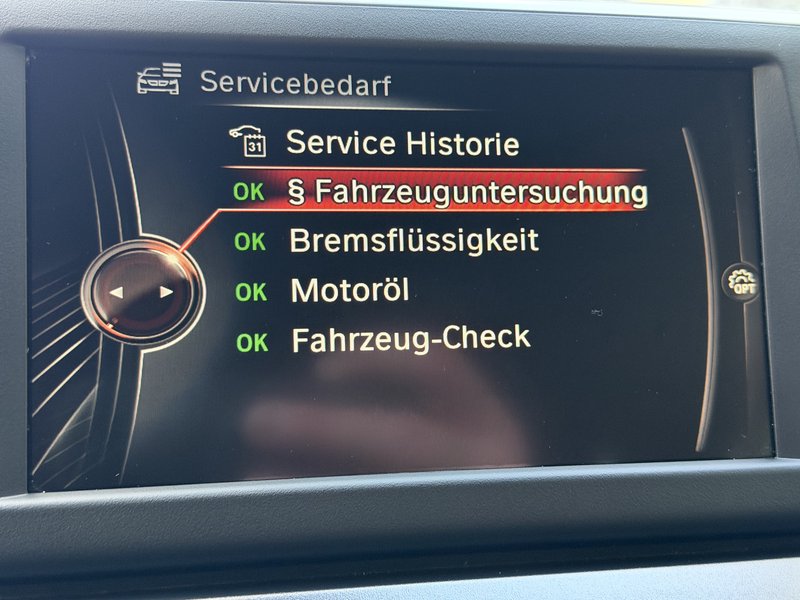 Servicebedarf
31 Service Historie
OK § Fahrzeuguntersuchung
OK Bremsflüssigkeit
OK Motoröl
OK Fahrzeug-Check
OPT